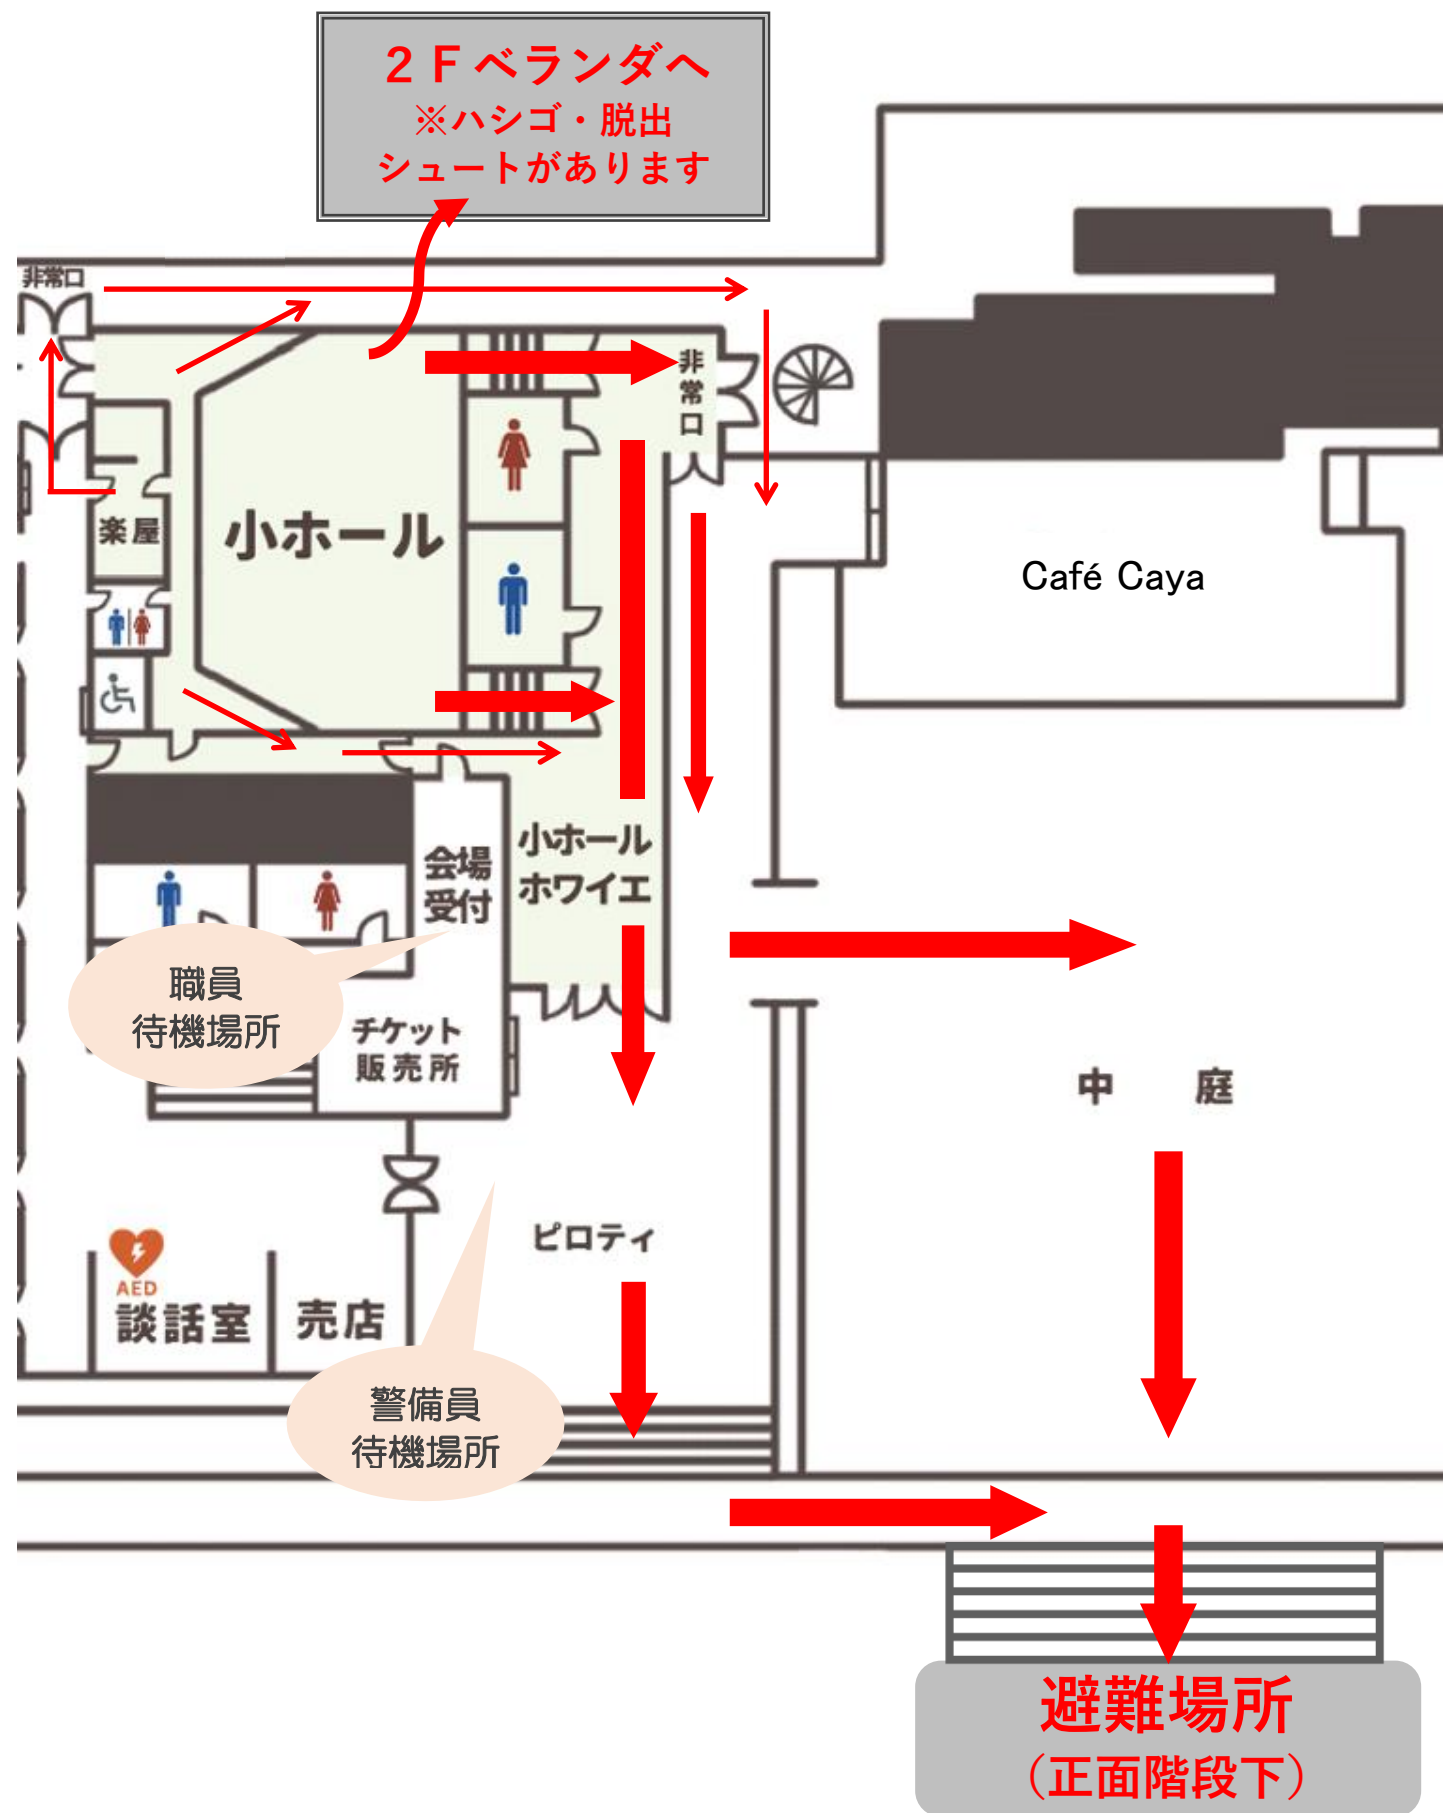 ２Ｆベランダへ
※ハシゴ・脱出
シュートがあります
非常口
非
常
口
楽屋
小ホール
Café Caya
小ホール
ホワイエ
会場
受付
職員
待機場所
チケット
販売所
中　庭
ピロティ
AED
談話室
売店
警備員
待機場所
避難場所
（正面階段下）